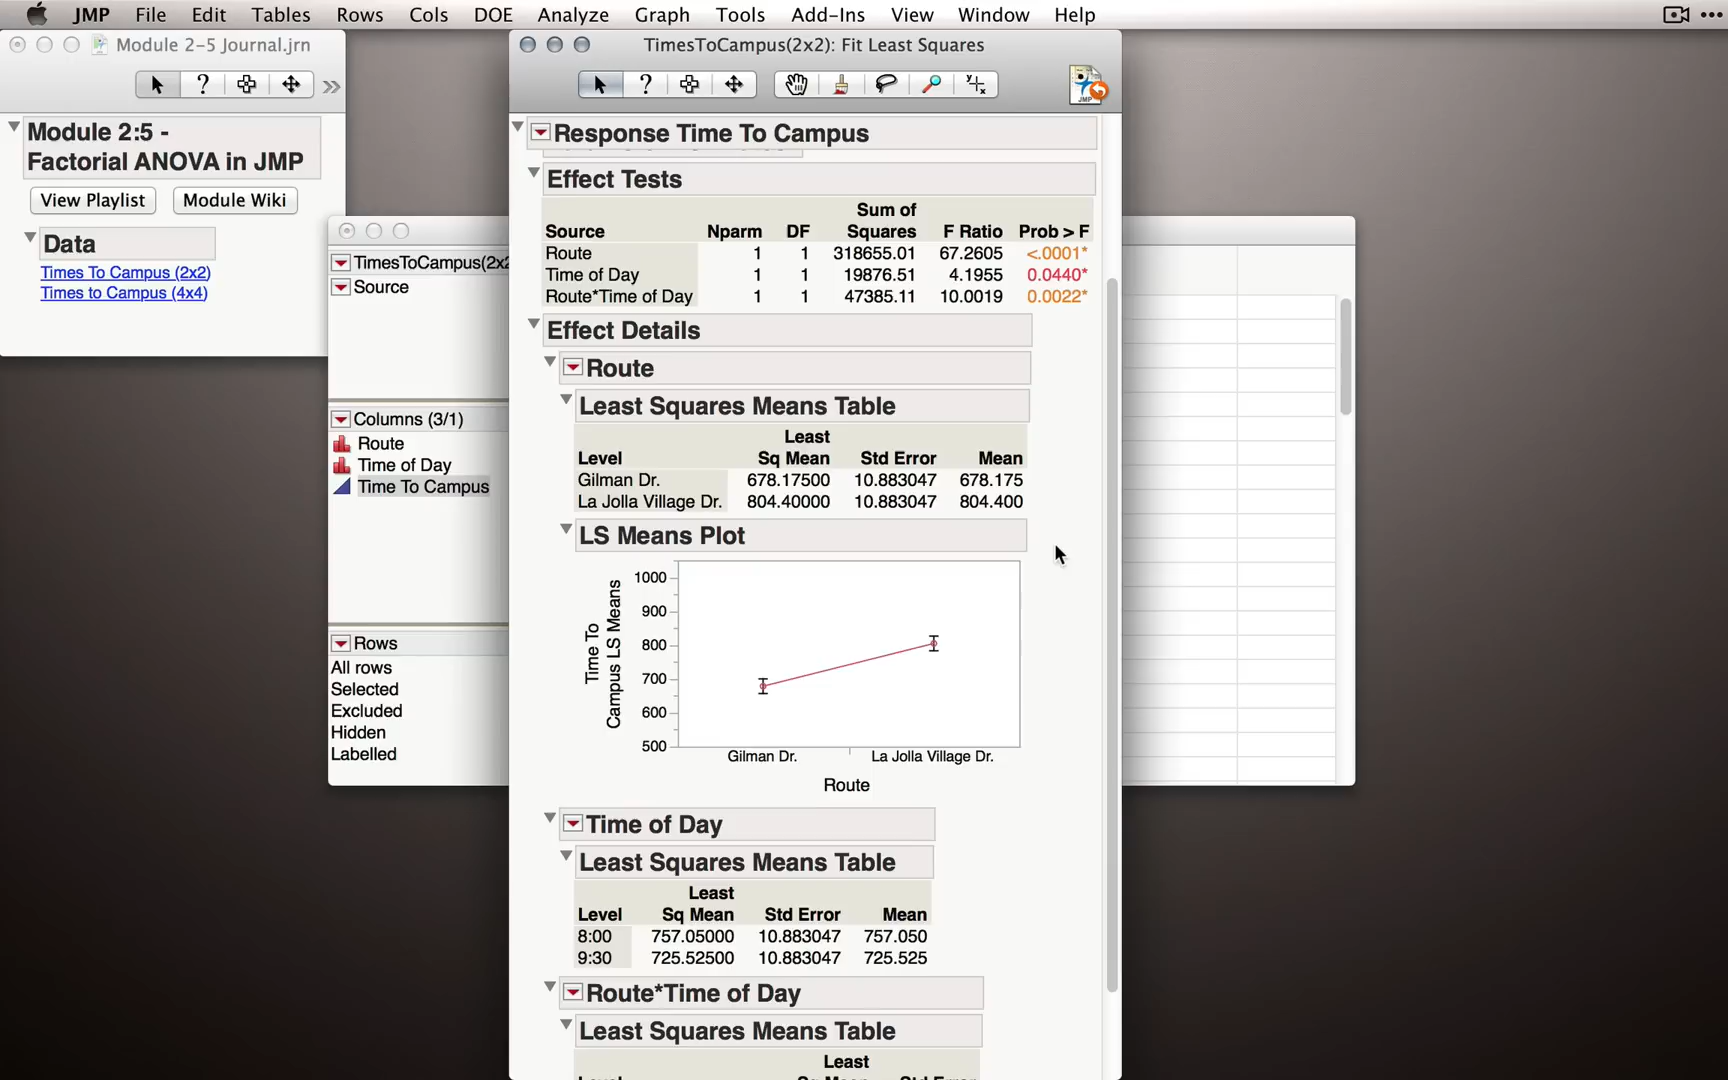 JMP File Edit Tables Rows Cols DOE Analyze Graph Tools Add-Ins View Window Help
Module 2-5 Journal.jrn
Module 2:5 -
Factorial ANOVA in JMP
View Playlist Module Wiki
Data
Times To Campus (2x2)
Times to Campus (4x4)
TimesToCampus(2x2
Source
Columns (3/1)
Route
Time of Day
Time To Campus
Rows
All rows
Selected
Excluded
Hidden
Labelled
TimesToCampus(2x2): Fit Least Squares
JMP
Response Time To Campus
Effect Tests
Sum of
Source Nparm DF Squares F Ratio Prob > F
Route 1 1 318655.01 67.2605 <.0001*
Time of Day 1 1 19876.51 4.1955 0.0440*
Route*Time of Day 1 1 47385.11 10.0019 0.0022*
Effect Details
Route
Least Squares Means Table
Least
Level Sq Mean Std Error Mean
Gilman Dr. 678.17500 10.883047 678.175
La Jolla Village Dr. 804.40000 10.883047 804.400
LS Means Plot
Time To
Campus LS Means
1000
900
800
700
600
500
Gilman Dr. La Jolla Village Dr.
Route
Time of Day
Least Squares Means Table
Least
Level Sq Mean Std Error Mean
8:00 757.05000 10.883047 757.050
9:30 725.52500 10.883047 725.525
Route*Time of Day
Least Squares Means Table
Least
Level Sq Mean Std Error